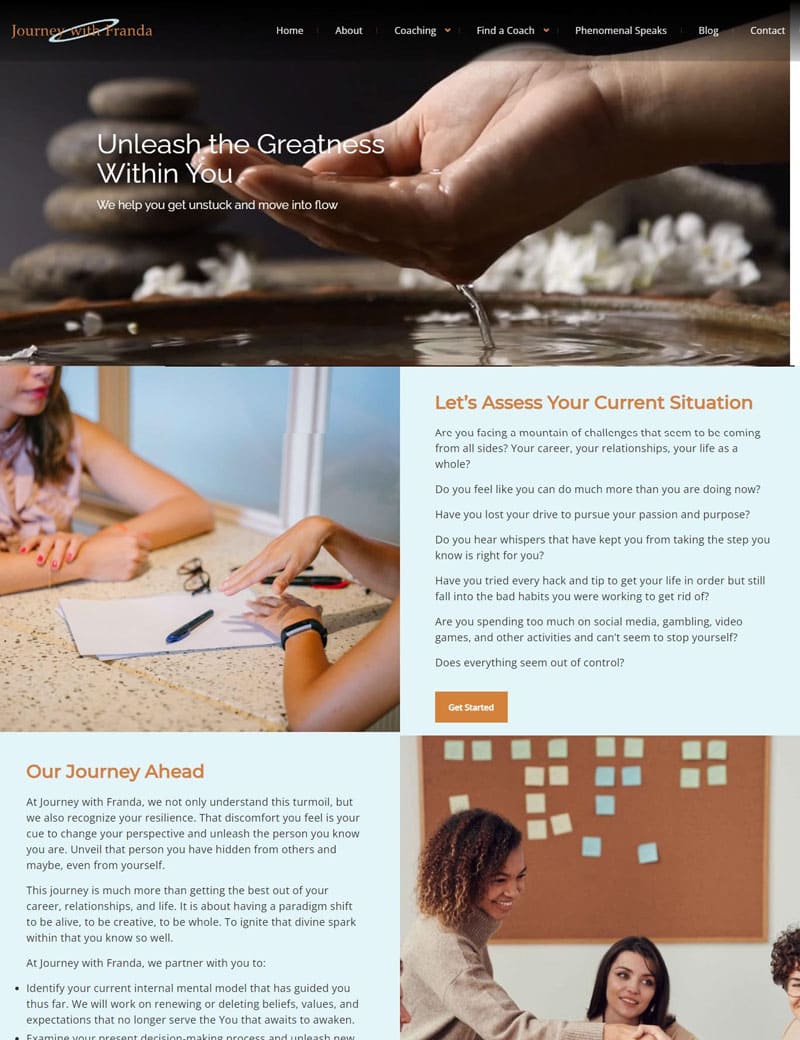 Journey with Franda
Home
About
Coaching
Find a Coach
Phenomenal Speaks
Blog
Contact
Unleash the Greatness
Within You
We help you get unstuck and move into flow
Let's Assess Your Current Situation
Are you facing a mountain of challenges that seem to be coming
from all sides? Your career, your relationships, your life as a
whole?
Do you feel like you can do much more than you are doing now?
Have you lost your drive to pursue your passion and purpose?
Do you hear whispers that have kept you from taking the step you
know is right for you?
Have you tried every hack and tip to get your life in order but still
fall into the bad habits you were working to get rid of?
Are you spending too much on social media, gambling, video
games, and other activities and can't seem to stop yourself?
Does everything seem out of control?
Get Started
Our Journey Ahead
At Journey with Franda, we not only understand this turmoil, but
we also recognize your resilience. That discomfort you feel is your
cue to change your perspective and unleash the person you know
you are. Unveil that person you have hidden from others and
maybe, even from yourself.
This journey is much more than getting the best out of your
career, relationships, and life. It is about having a paradigm shift
to be alive, to be creative, to be whole. To ignite that divine spark
within that you know so well.
At Journey with Franda, we partner with you to:
• Identify your current internal mental model that has guided you
thus far. We will work on renewing or deleting beliefs, values, and
expectations that no longer serve the You that awaits to awaken.
• Examine your present decision-making process and unleash new